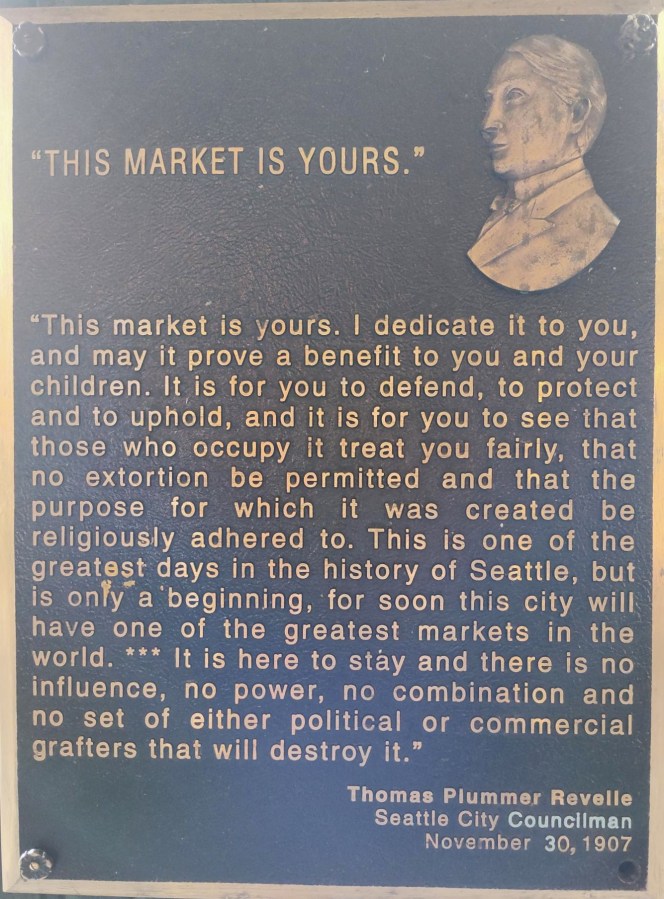 “THIS MARKET IS YOURS.”
“This market is yours. I dedicate it to you,
and may it prove a benefit to you and your
children. It is for you to defend, to protect
and to uphold, and it is for you to see that
those who occupy it treat you fairly, that
no extortion be permitted and that the
purpose for which it was created be
religiously adhered to. This is one of the
greatest days in the history of Seattle, but
is only a beginning, for soon this city will
have one of the greatest markets in the
world. *** It is here to stay and there is no
influence, no power, no combination and
no set of either political or commercial
grafters that will destroy it.”
Thomas Plummer Revelle
Seattle City Councilman
November 30, 1907